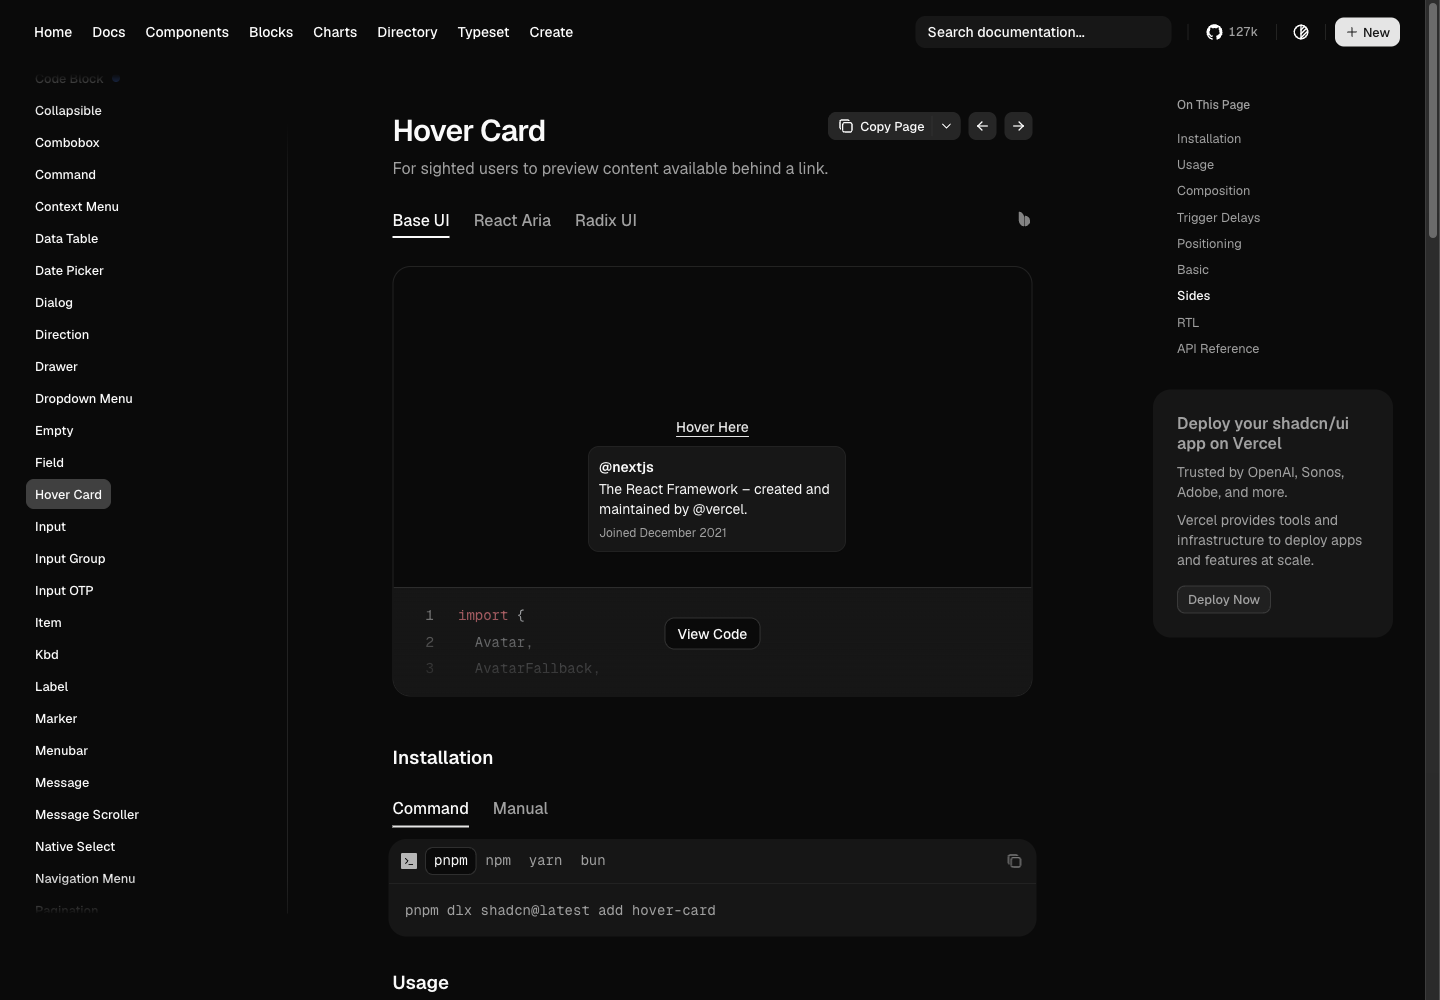 Home Docs Components Blocks Charts Directory Typeset Create
Search documentation...
127k
New
Code Block
Collapsible
Combobox
Command
Context Menu
Data Table
Date Picker
Dialog
Direction
Drawer
Dropdown Menu
Empty
Field
Hover Card
Input
Input Group
Input OTP
Item
Kbd
Label
Marker
Menubar
Message
Message Scroller
Native Select
Navigation Menu
Pagination
Hover Card
Copy Page
For sighted users to preview content available behind a link.
Base UI React Aria Radix UI
Hover Here
@nextjs
The React Framework – created and
maintained by @vercel.
Joined December 2021
1 import {
2 Avatar,
3 AvatarFallback,
View Code
Installation
Command Manual
pnpm npm yarn bun
pnpm dlx shadcn@latest add hover-card
Usage
On This Page
Installation
Usage
Composition
Trigger Delays
Positioning
Basic
Sides
RTL
API Reference
Deploy your shadcn/ui
app on Vercel
Trusted by OpenAI, Sonos,
Adobe, and more.
Vercel provides tools and
infrastructure to deploy apps
and features at scale.
Deploy Now